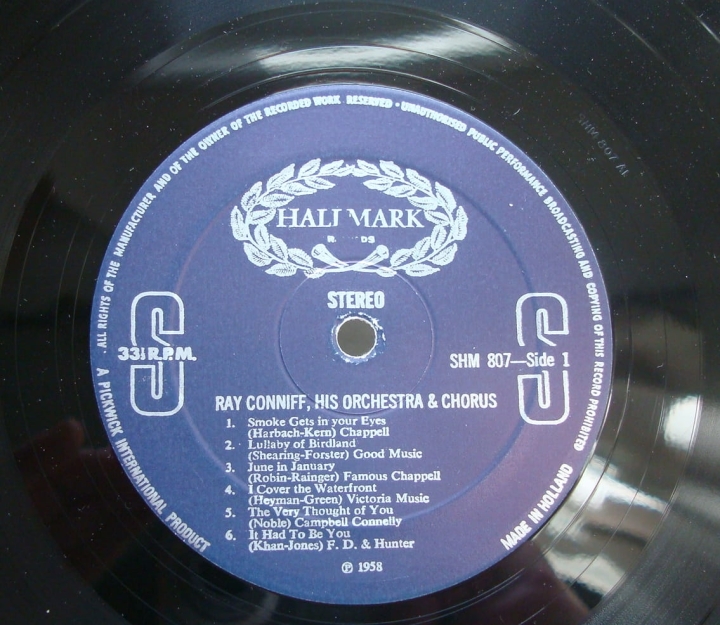 · ALL RIGHTS OF THE MANUFACTURER AND OF THE OWNER OF THE RECORDED WORK RESERVED · UNAUTHORISED PUBLIC PERFORMANCE BROADCASTING AND COPYING OF THIS RECORD PROHIBITED
SHM 807 A1
HALLMARK
STEREO
33⅓ R.P.M.
SHM 807—Side 1
RAY CONNIFF, HIS ORCHESTRA & CHORUS
1. Smoke Gets in your Eyes
(Harbach-Kern) Chappell
2. Lullaby of Birdland
(Shearing-Forster) Good Music
3. June in January
(Robin-Rainger) Famous Chappell
4. I Cover the Waterfront
(Heyman-Green) Victoria Music
5. The Very Thought of You
(Noble) Campbell Connelly
6. It Had To Be You
(Khan-Jones) F. D. & Hunter
℗ 1958
A PICKWICK INTERNATIONAL PRODUCT
MADE IN HOLLAND